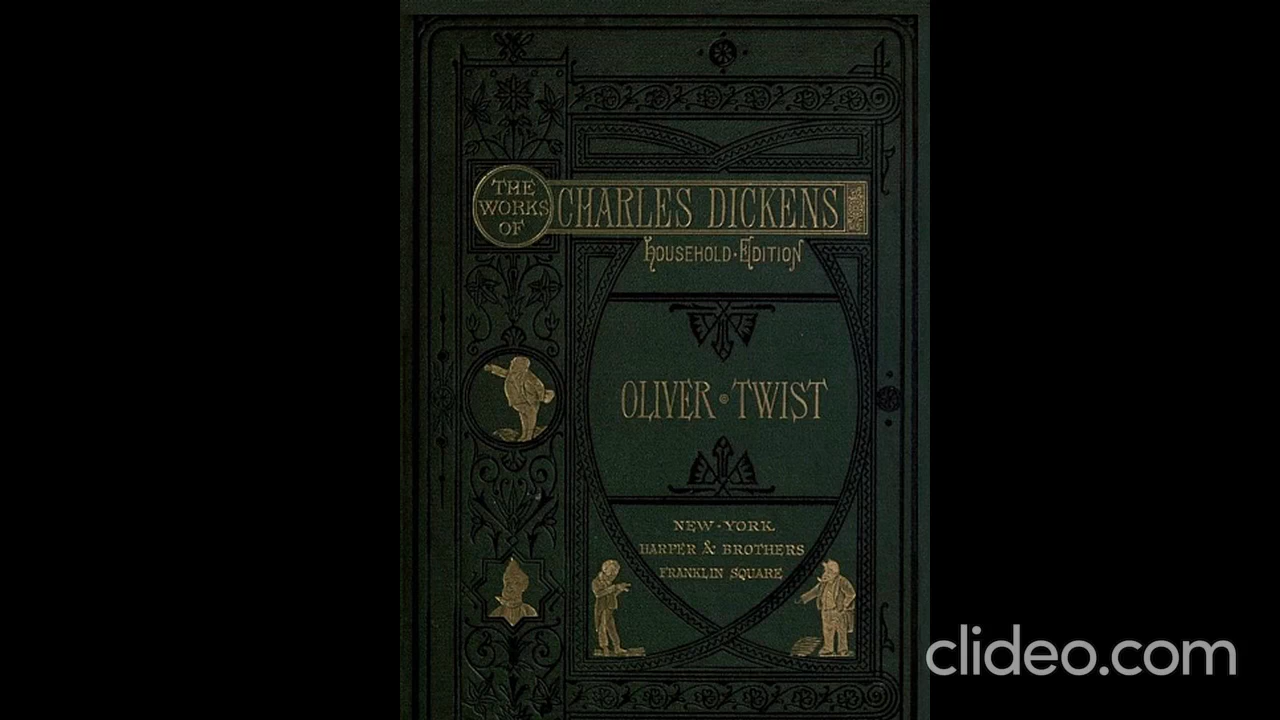 THE
WORKS
OF
CHARLES DICKENS
HOUSEHOLD · EDITION
OLIVER · TWIST
NEW-YORK.
HARPER & BROTHERS
FRANKLIN SQUARE
clideo.com